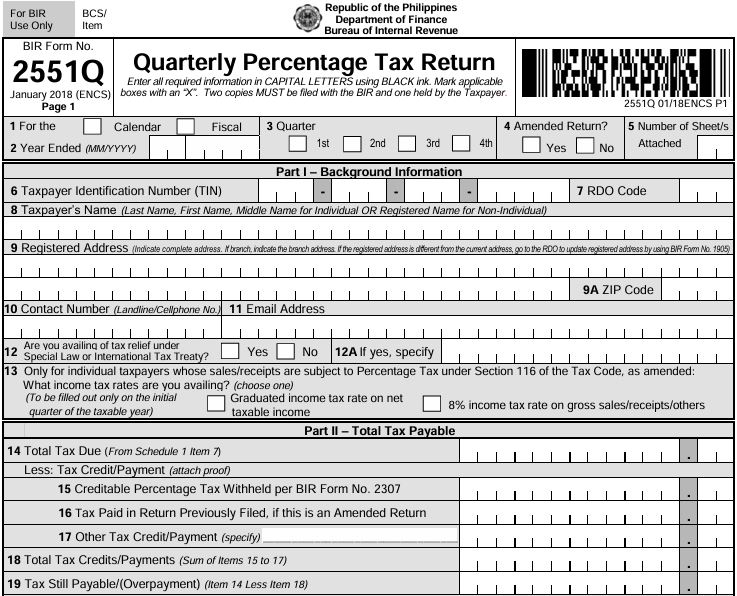 For BIR
Use Only
BCS/
Item
Republic of the Philippines
Department of Finance
Bureau of Internal Revenue
BIR Form No.
2551Q
January 2018 (ENCS)
Page 1
Quarterly Percentage Tax Return
Enter all required information in CAPITAL LETTERS using BLACK ink. Mark applicable
boxes with an “X”. Two copies MUST be filed with the BIR and one held by the Taxpayer.
2551Q 01/18ENCS P1
1 For the Calendar Fiscal
2 Year Ended (MM/YYYY)
3 Quarter
1st 2nd 3rd 4th
4 Amended Return?
Yes No
5 Number of Sheet/s
Attached
Part I – Background Information
6 Taxpayer Identification Number (TIN) - - - 7 RDO Code
8 Taxpayer's Name (Last Name, First Name, Middle Name for Individual OR Registered Name for Non-Individual)
9 Registered Address (Indicate complete address. If branch, indicate the branch address. If the registered address is different from the current address, go to the RDO to update registered address by using BIR Form No. 1905)
9A ZIP Code
10 Contact Number (Landline/Cellphone No.) 11 Email Address
12 Are you availing of tax relief under
Special Law or International Tax Treaty? Yes No 12A If yes, specify
13 Only for individual taxpayers whose sales/receipts are subject to Percentage Tax under Section 116 of the Tax Code, as amended:
What income tax rates are you availing? (choose one)
(To be filled out only on the initial
quarter of the taxable year)
Graduated income tax rate on net
taxable income
8% income tax rate on gross sales/receipts/others
Part II – Total Tax Payable
14 Total Tax Due (From Schedule 1 Item 7) .
Less: Tax Credit/Payment (attach proof)
15 Creditable Percentage Tax Withheld per BIR Form No. 2307 .
16 Tax Paid in Return Previously Filed, if this is an Amended Return .
17 Other Tax Credit/Payment (specify) .
18 Total Tax Credits/Payments (Sum of Items 15 to 17) .
19 Tax Still Payable/(Overpayment) (Item 14 Less Item 18) .